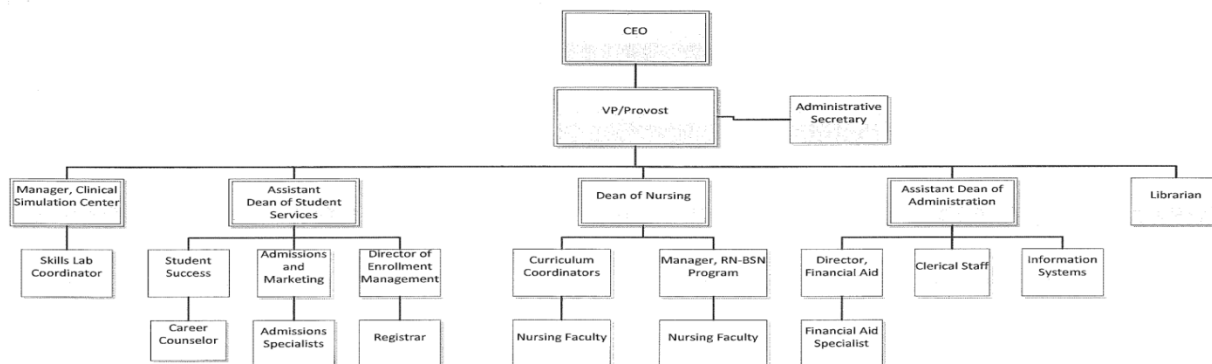 CEO
VP/Provost
Administrative
Secretary
Manager, Clinical
Simulation Center
Assistant
Dean of Student
Services
Dean of Nursing
Assistant Dean of
Administration
Librarian
Skills Lab
Coordinator
Student
Success
Admissions
and
Marketing
Director of
Enrollment
Management
Curriculum
Coordinators
Manager, RN-BSN
Program
Director,
Financial Aid
Clerical Staff
Information
Systems
Career
Counselor
Admissions
Specialists
Registrar
Nursing Faculty
Nursing Faculty
Financial Aid
Specialist